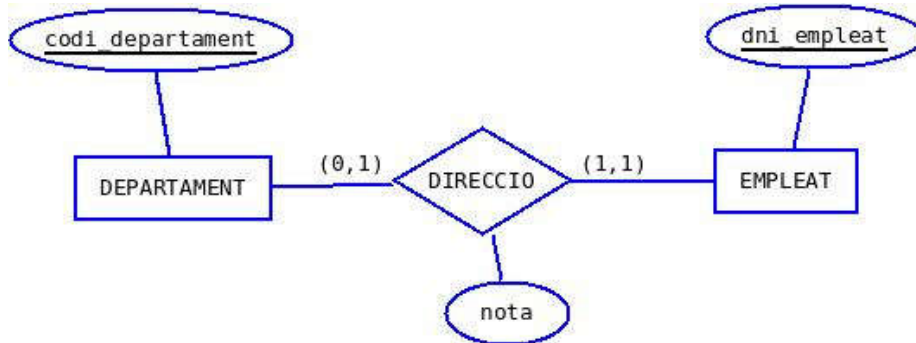 codi_departament
dni_empleat
(0,1)
(1,1)
DEPARTAMENT
DIRECCIO
EMPLEAT
nota